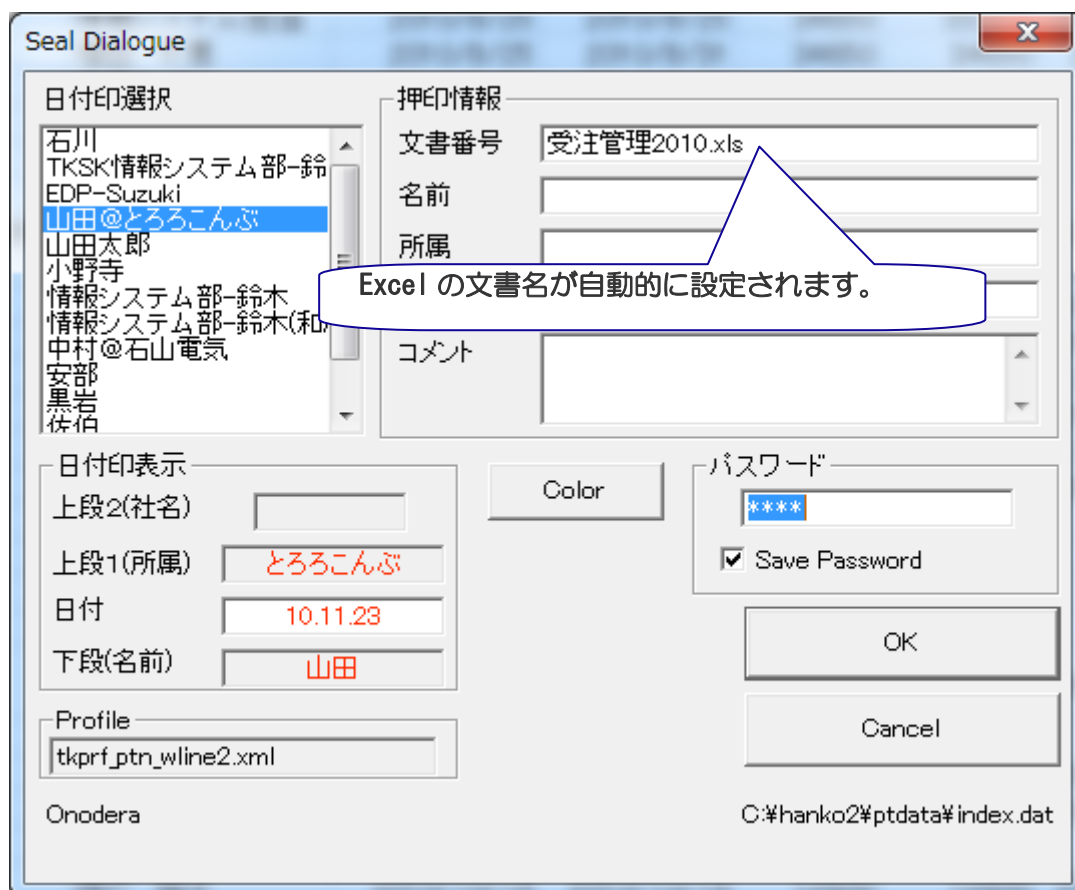 Seal Dialogue
日付印選択
石川
TKSK情報システム部-鈴
EDP-Suzuki
山田@とろろこんぶ
山田太郎
小野寺
情報システム部-鈴木
情報システム部-鈴木(和
中村@石山電気
安部
黒岩
佐伯
押印情報
文書番号 受注管理2010.xls
名前
所属
Excel の文書名が自動的に設定されます。
コメント
日付印表示
上段2(社名)
上段1(所属) とろろこんぶ
日付 10.11.23
下段(名前) 山田
Color
パスワード
****
Save Password
OK
Cancel
Profile
tkprf_ptn_wline2.xml
Onodera
C:¥hanko2¥ptdata¥index.dat